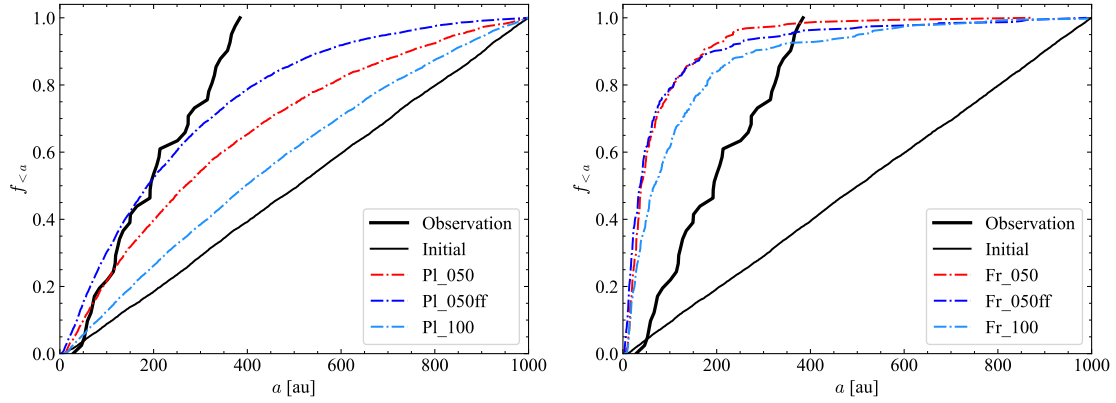 1.0
0.8
0.6
0.4
0.2
0.0
f<a
0 200 400 600 800 1000
a [au]
Observation
Initial
Pl_050
Pl_050ff
Pl_100
1.0
0.8
0.6
0.4
0.2
0.0
f<a
0 200 400 600 800 1000
a [au]
Observation
Initial
Fr_050
Fr_050ff
Fr_100